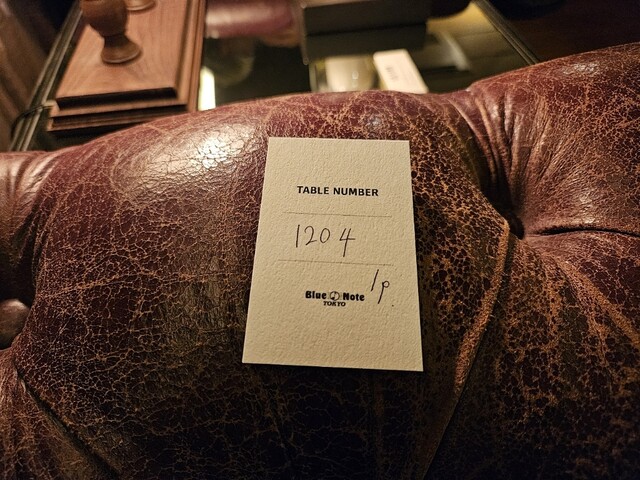 TABLE NUMBER
1204
1p.
Blue Note
TOKYO